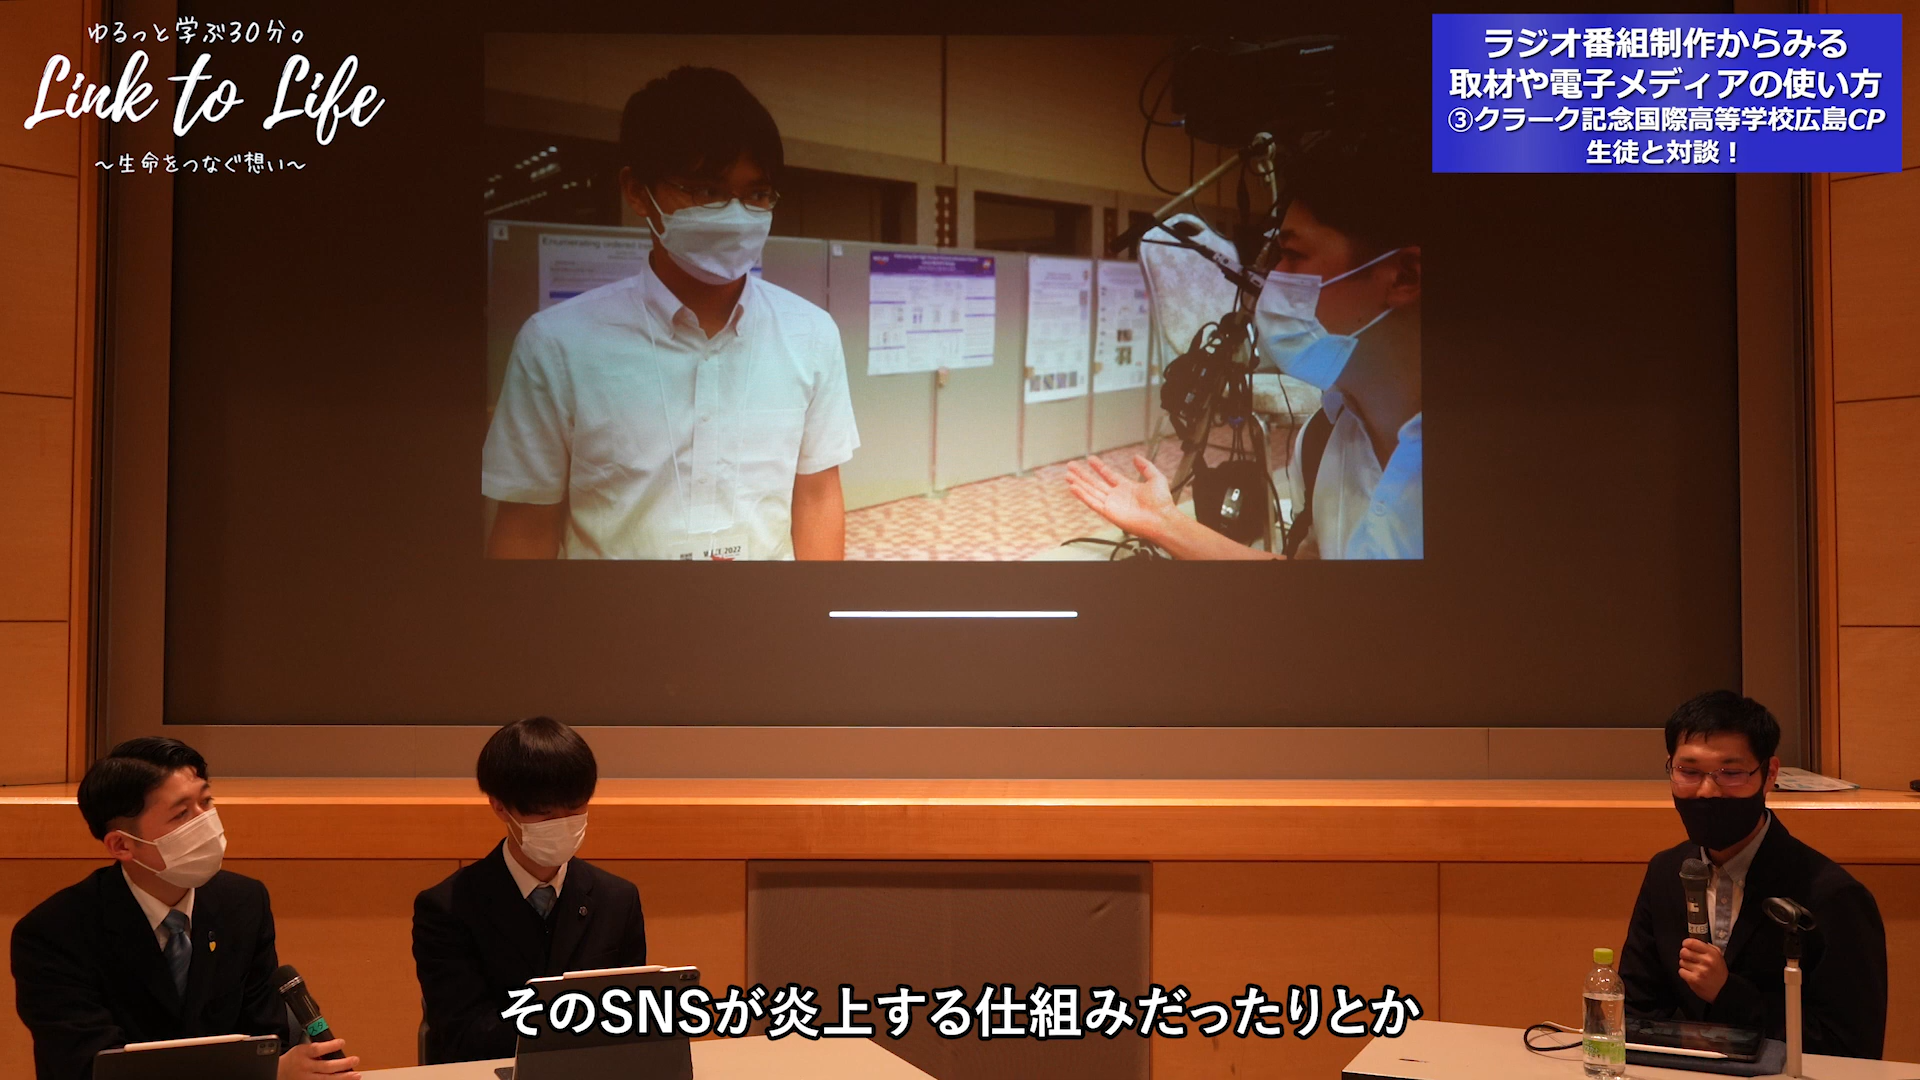 ゆるっと学ぶ30分。
Link to Life
～生命をつなぐ想い～
ラジオ番組制作からみる
取材や電子メディアの使い方
③クラーク記念国際高等学校広島CP
生徒と対談！
Panasonic
2022
そのSNSが炎上する仕組みだったりとか